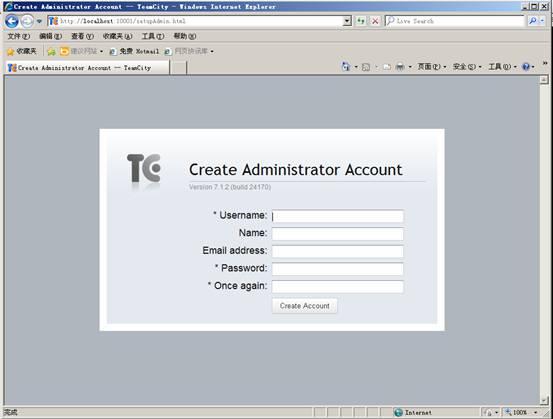 Create Administrator Account -- TeamCity - Windows Internet Explorer
http://localhost:10001/setupAdmin.html
Live Search
文件(F) 编辑(E) 查看(V) 收藏夹(A) 工具(T) 帮助(H)
收藏夹 建议网站 免费 Hotmail 网页快讯库
Create Administrator Account -- TeamCity
页面(P) 安全(S) 工具(O)
TC
Create Administrator Account
Version 7.1.2 (build 24170)
* Username:
Name:
Email address:
* Password:
* Once again:
Create Account
完成
Internet
100%